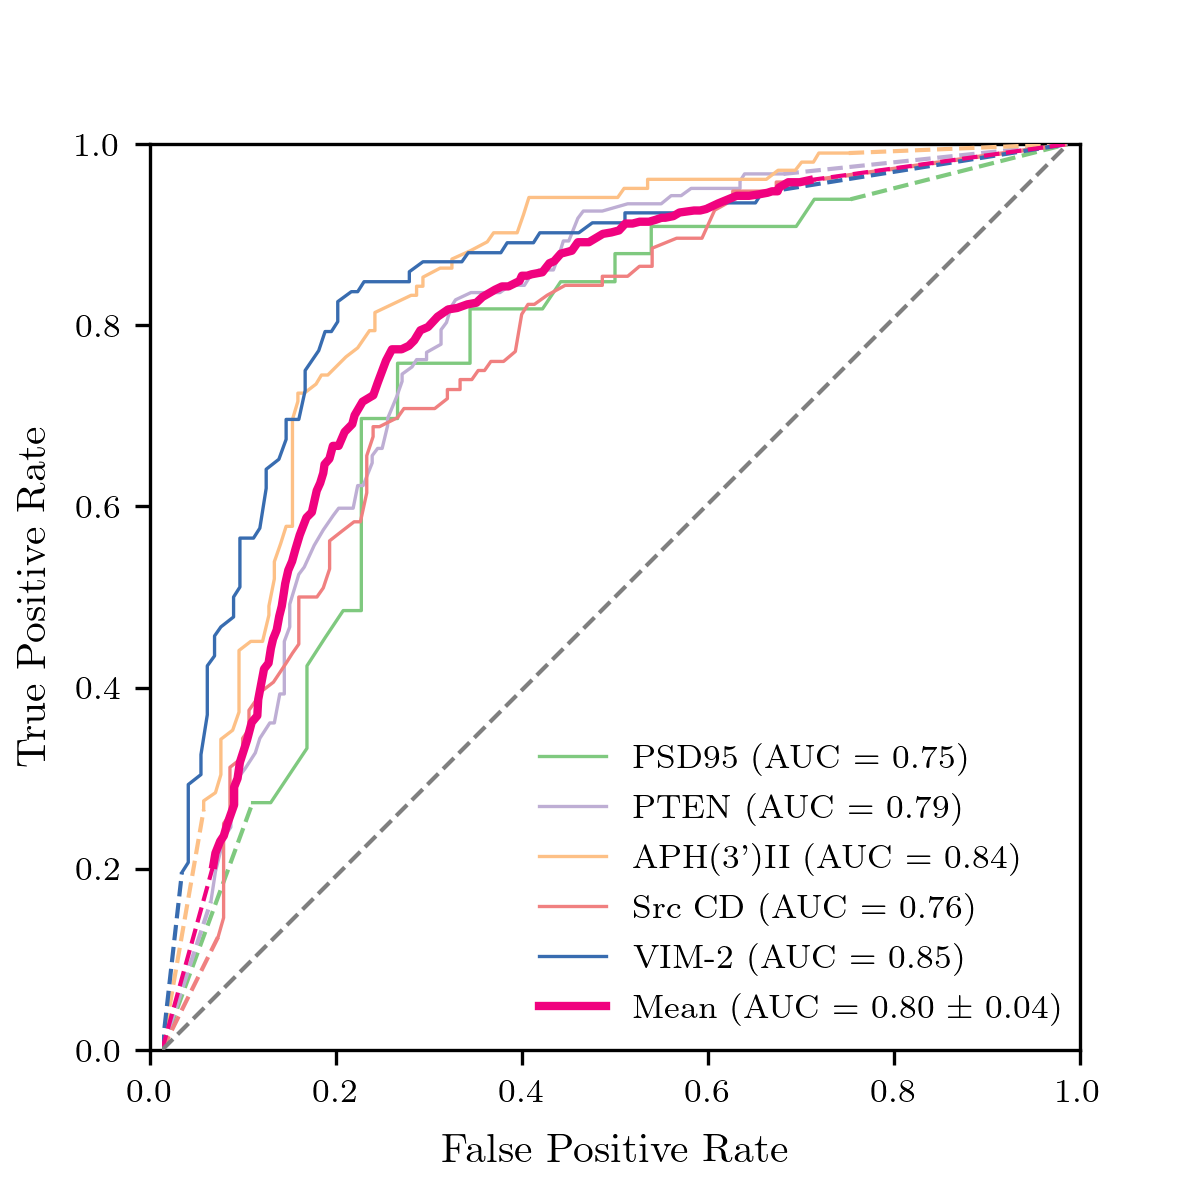 1.0
0.8
0.6
0.4
0.2
0.0
True Positive Rate
PSD95 (AUC = 0.75)
PTEN (AUC = 0.79)
APH(3’)II (AUC = 0.84)
Src CD (AUC = 0.76)
VIM-2 (AUC = 0.85)
Mean (AUC = 0.80 ± 0.04)
0.0 0.2 0.4 0.6 0.8 1.0
False Positive Rate